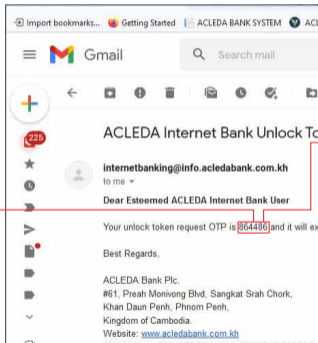 Import bookmarks... Getting Started ACLEDA BANK SYSTEM ACL
Gmail
Search mail
225
ACLEDA Internet Bank Unlock To
internetbanking@info.acledabank.com.kh
to me
Dear Esteemed ACLEDA Internet Bank User
Your unlock token request OTP is 864486 and it will ex
Best Regards,
ACLEDA Bank Plc.
#61, Preah Monivong Blvd, Sangkat Srah Chork,
Khan Daun Penh, Phnom Penh,
Kingdom of Cambodia.
Website: www.acledabank.com.kh